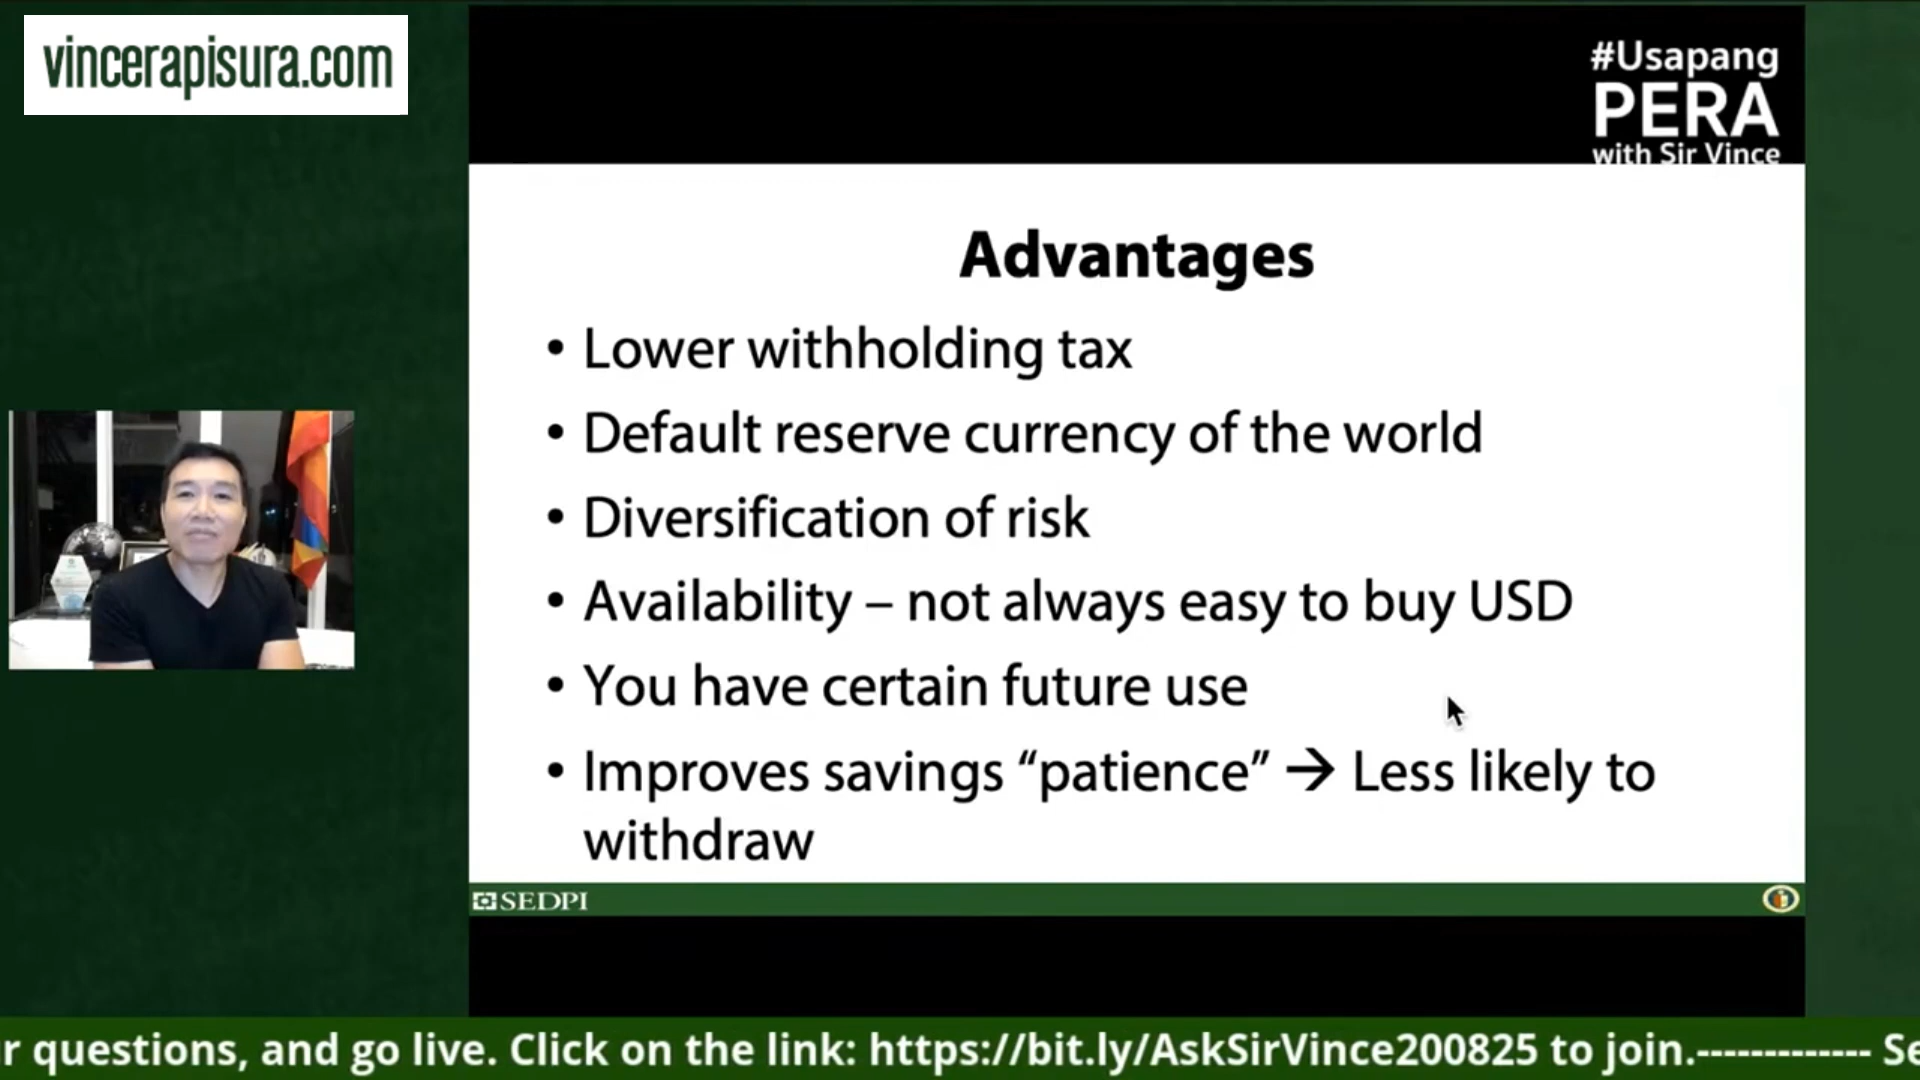 vincerapisura.com
#Usapang
PERA
with Sir Vince
Advantages
• Lower withholding tax
• Default reserve currency of the world
• Diversification of risk
• Availability – not always easy to buy USD
• You have certain future use
• Improves savings “patience” → Less likely to
withdraw
SEDPI
r questions, and go live. Click on the link: https://bit.ly/AskSirVince200825 to join.------------- Se